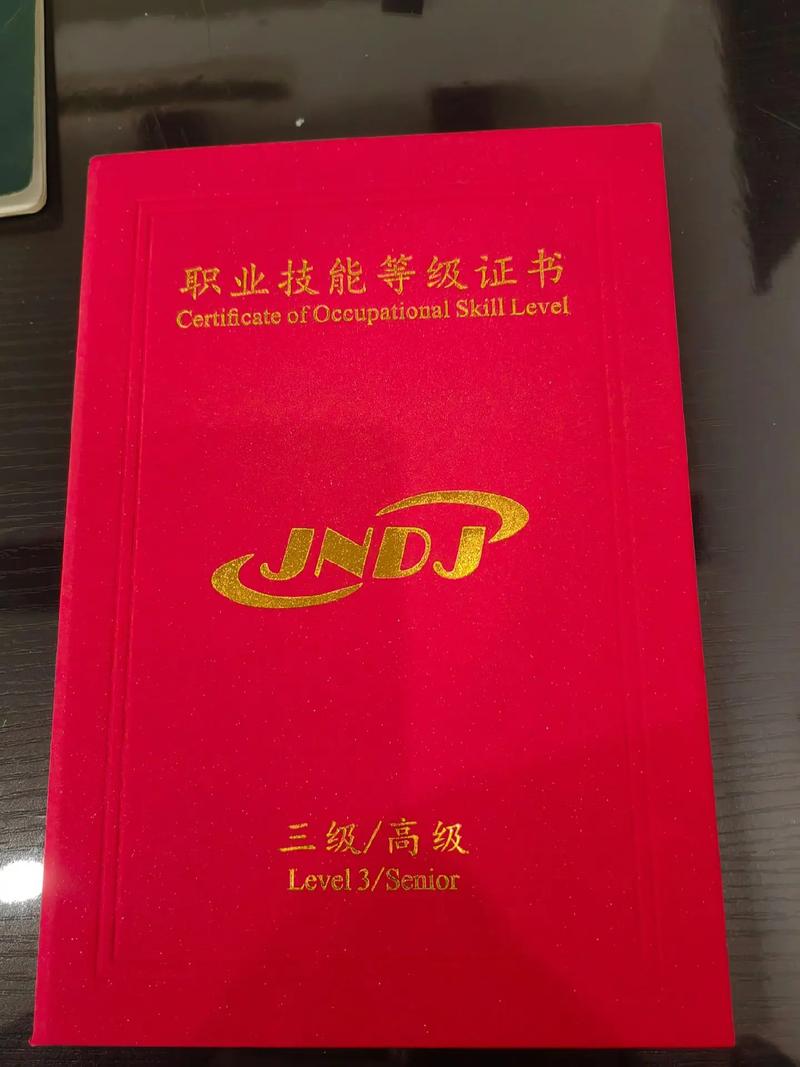 职业技能等级证书
Certificate of Occupational Skill Level
JNDJ
三级/高级
Level 3/Senior